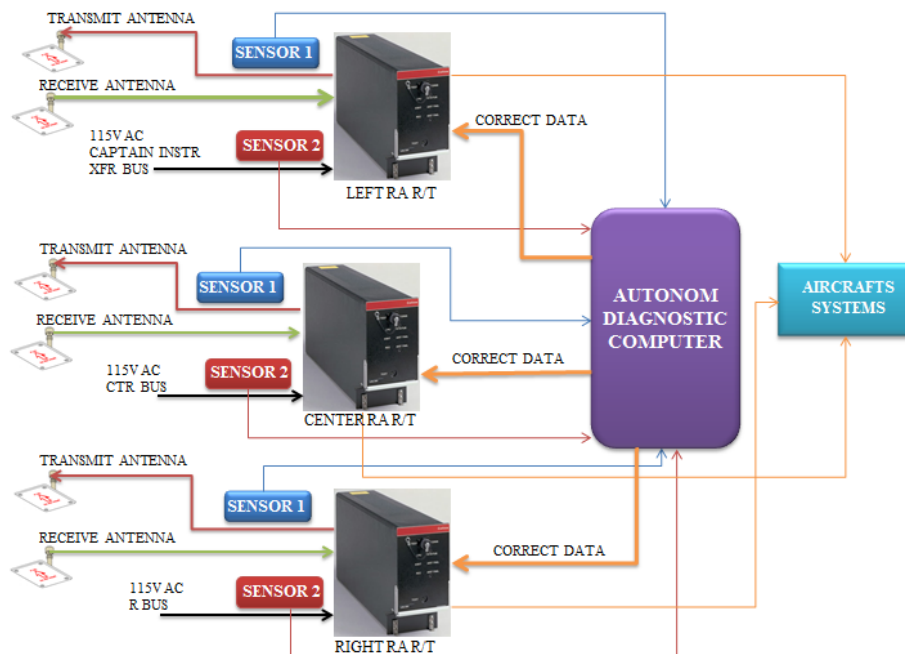 TRANSMIT ANTENNA
SENSOR 1
RECEIVE ANTENNA
115V AC
CAPTAIN INSTR
XFR BUS
SENSOR 2
CORRECT DATA
LEFT RA R/T
TRANSMIT ANTENNA
SENSOR 1
RECEIVE ANTENNA
115V AC
CTR BUS
SENSOR 2
CORRECT DATA
CENTER RA R/T
AUTONOM
DIAGNOSTIC
COMPUTER
AIRCRAFTS
SYSTEMS
TRANSMIT ANTENNA
SENSOR 1
RECEIVE ANTENNA
115V AC
R BUS
SENSOR 2
CORRECT DATA
RIGHT RA R/T